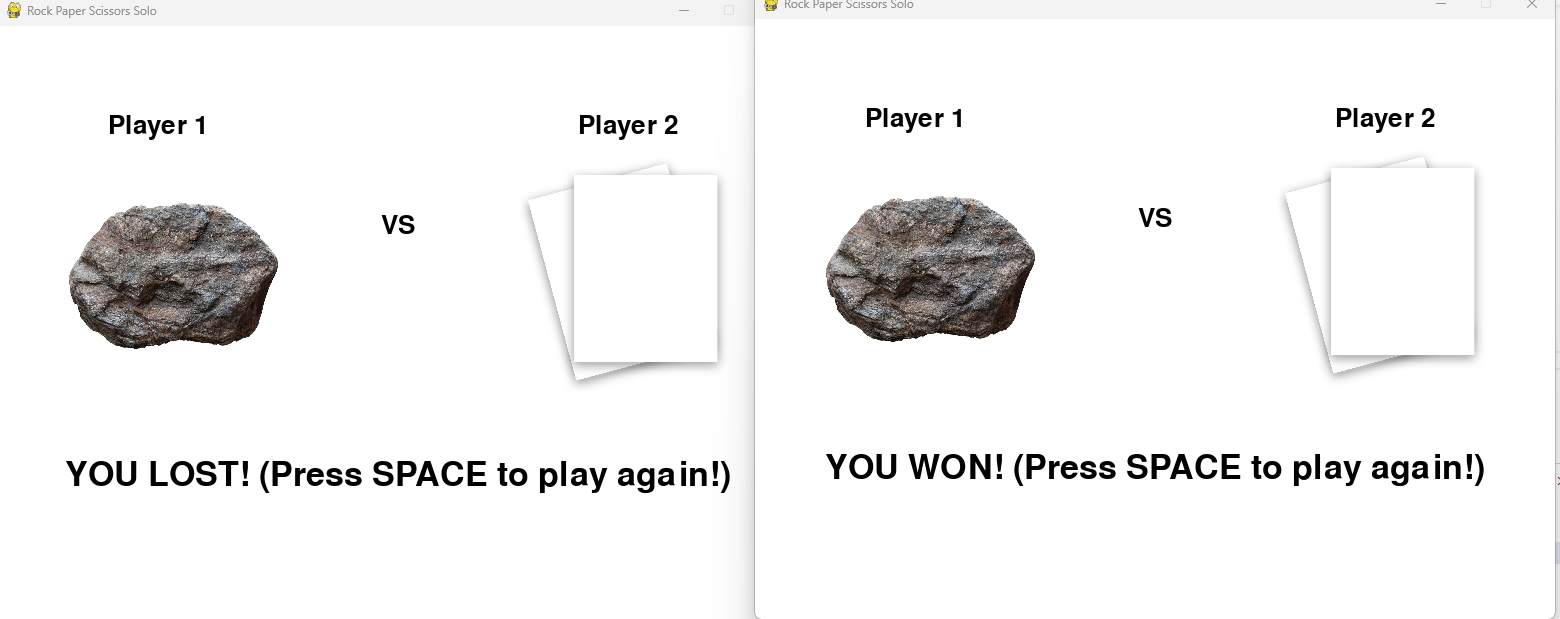 Rock Paper Scissors Solo
Player 1
Player 2
VS
YOU LOST! (Press SPACE to play again!)
Rock Paper Scissors Solo
Player 1
Player 2
VS
YOU WON! (Press SPACE to play again!)